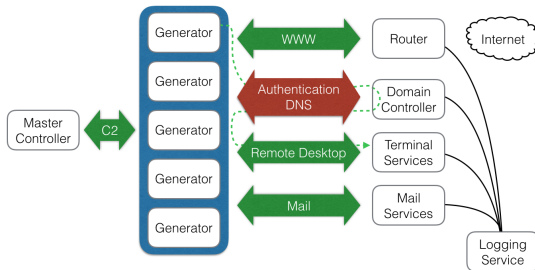 Generator
WWW
Router
Internet
Generator
Authentication
DNS
Domain
Controller
Master
Controller
C2
Generator
Remote Desktop
Terminal
Services
Generator
Mail
Mail
Services
Generator
Logging
Service